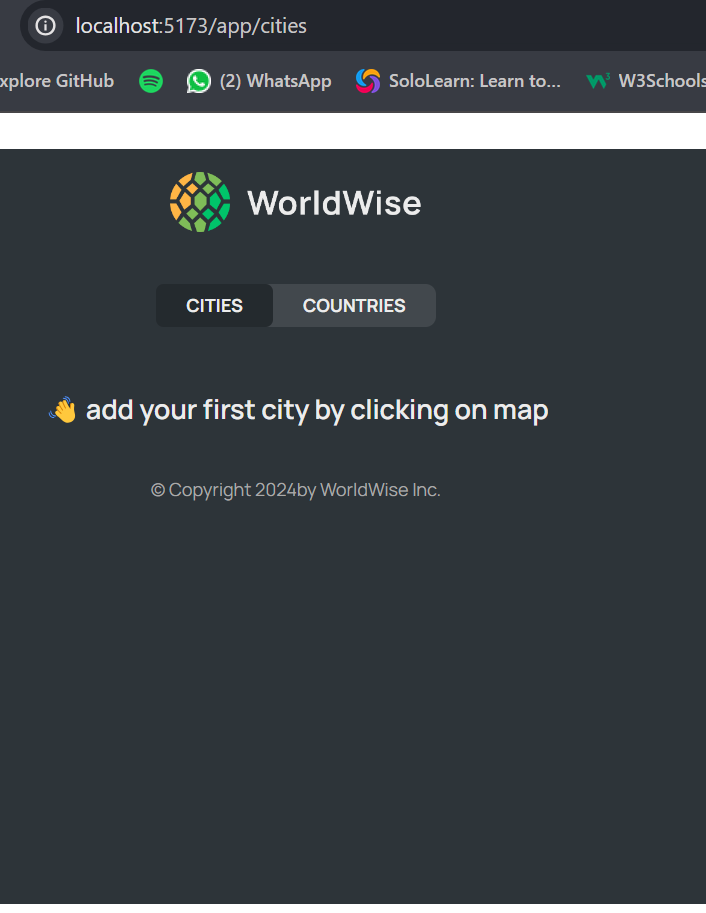 localhost:5173/app/cities
xplore GitHub (2) WhatsApp SoloLearn: Learn to... W3Schools
WorldWise
CITIES COUNTRIES
👋 add your first city by clicking on map
© Copyright 2024by WorldWise Inc.